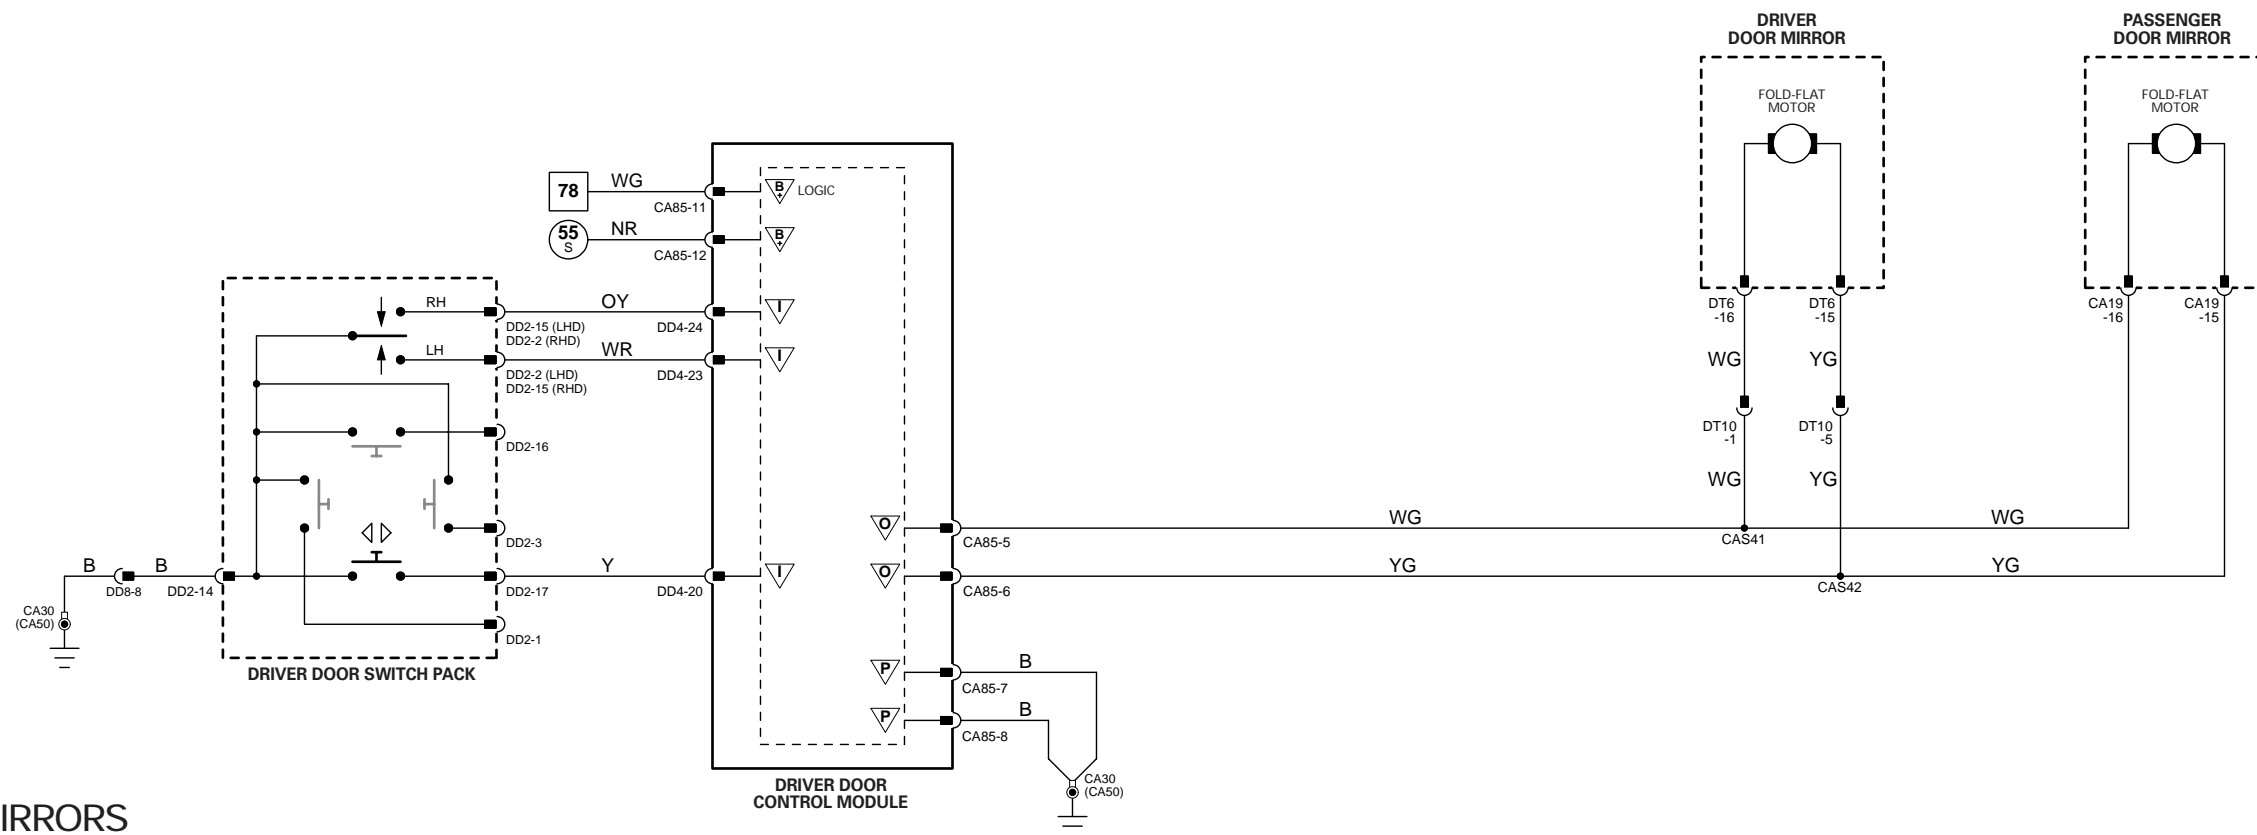 DRIVER
DOOR MIRROR
PASSENGER
DOOR MIRROR
FOLD-FLAT
MOTOR
FOLD-FLAT
MOTOR
78
WG
CA85-11
B
+
LOGIC
55
S
NR
CA85-12
B
+
RH
OY
DD2-15 (LHD)
DD2-2 (RHD)
DD4-24
I
LH
WR
DD2-2 (LHD)
DD2-15 (RHD)
DD4-23
I
DT6
-16
DT6
-15
CA19
-16
CA19
-15
WG
YG
DT10
-1
DT10
-5
WG
YG
DD2-16
DD2-3
O
CA85-5
WG
CAS41
WG
B
B
DD8-8
DD2-14
DD2-17
Y
DD4-20
I
O
CA85-6
YG
CAS42
YG
CA30
(CA50)
DD2-1
DRIVER DOOR SWITCH PACK
P
B
CA85-7
P
B
CA85-8
CA30
(CA50)
DRIVER DOOR
CONTROL MODULE
IRRORS